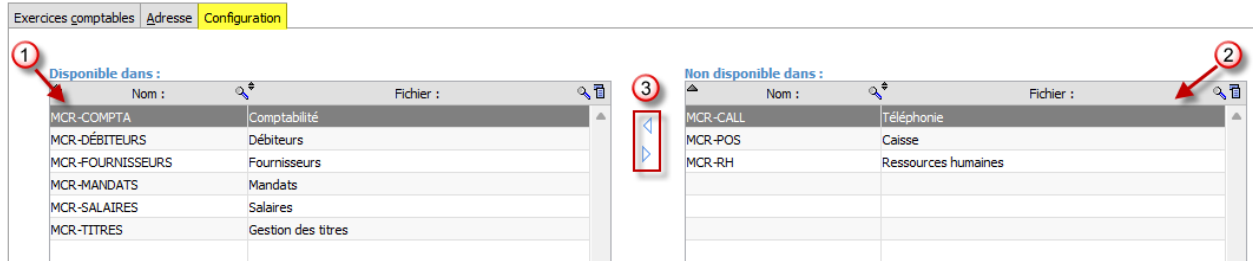 Exercices comptables Adresse Configuration
1 2
Disponible dans : Non disponible dans :
3
Nom : Fichier : Nom : Fichier :
MCR-COMPTA Comptabilité MCR-CALL Téléphonie
MCR-DÉBITEURS Débiteurs MCR-POS Caisse
MCR-FOURNISSEURS Fournisseurs MCR-RH Ressources humaines
MCR-MANDATS Mandats
MCR-SALAIRES Salaires
MCR-TITRES Gestion des titres